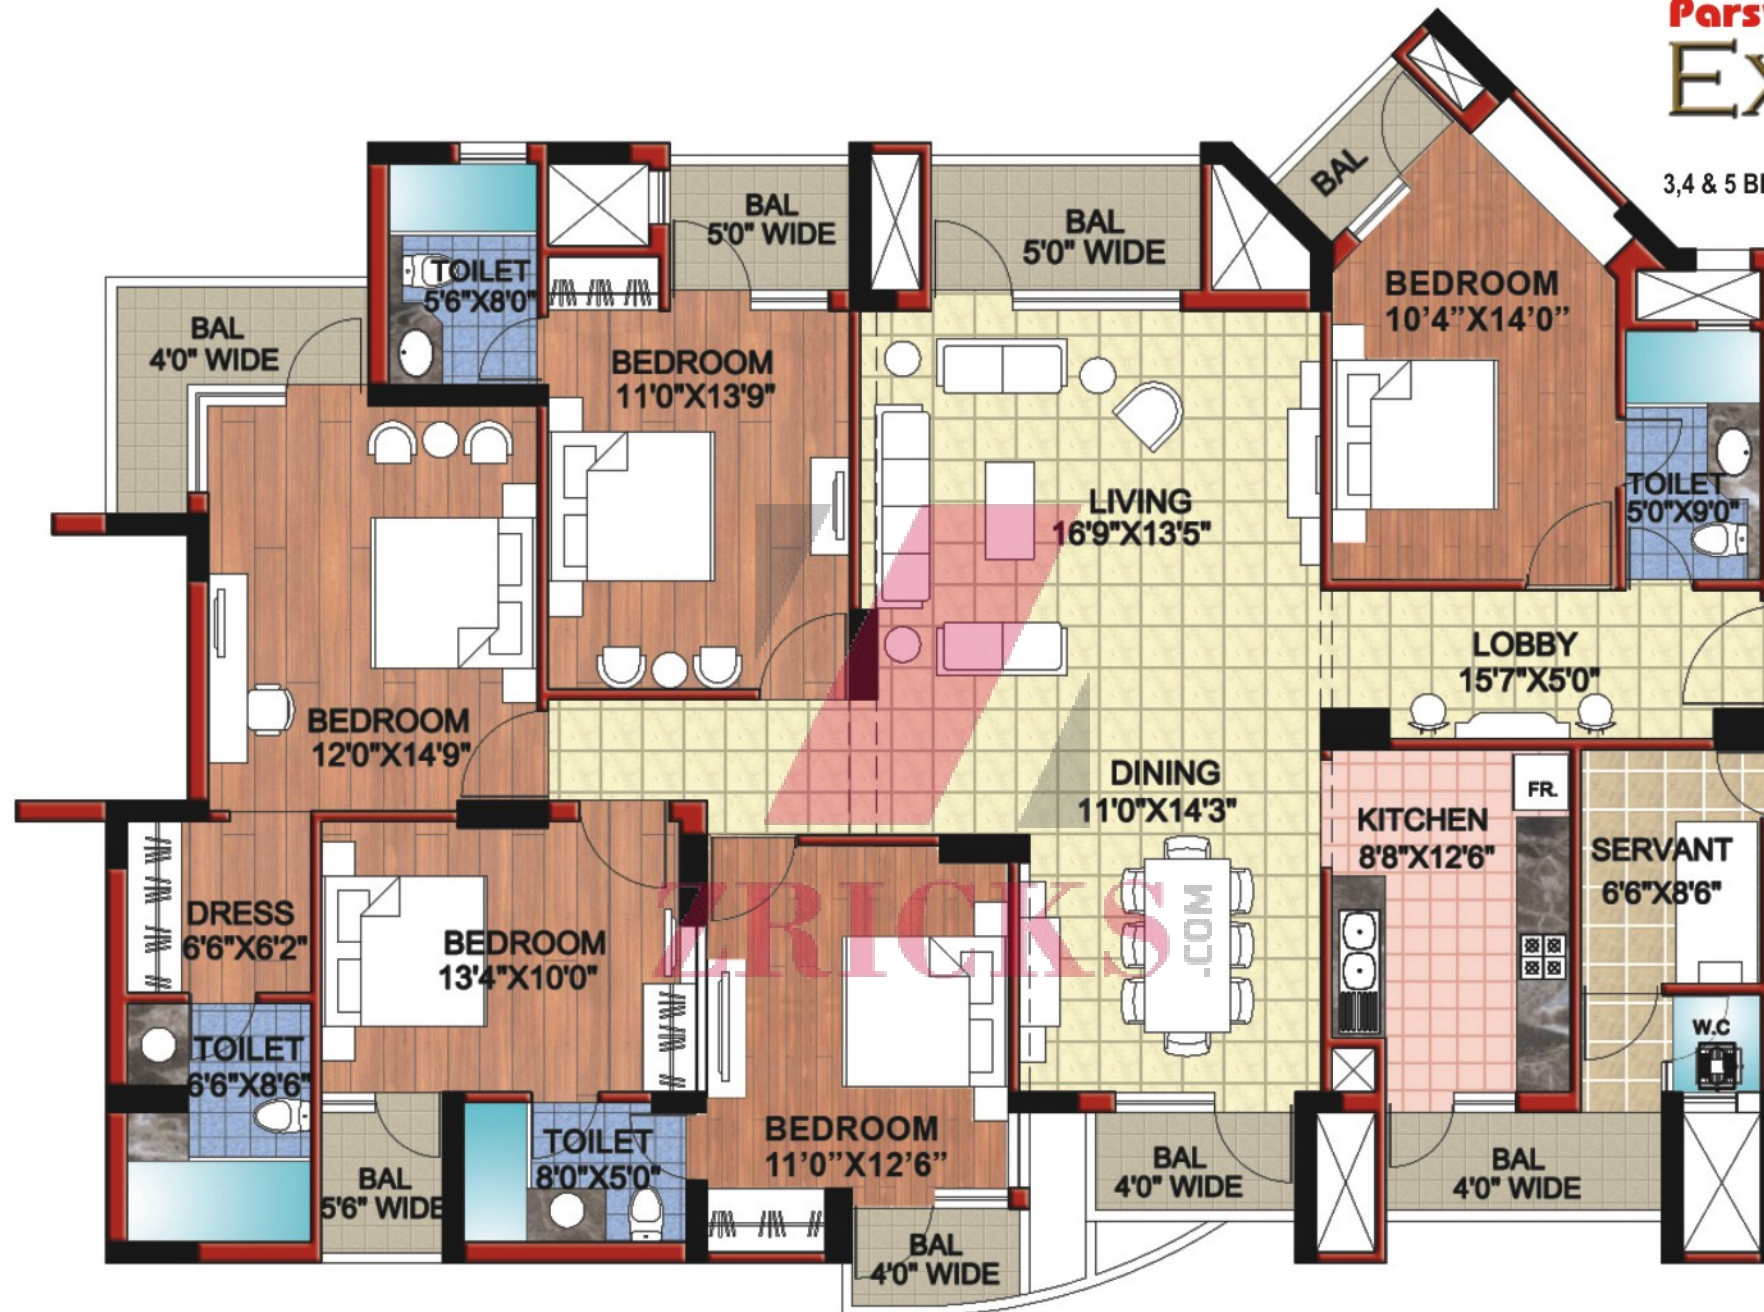 Pars
Ex
3,4 & 5 B
BAL
BAL
5'0" WIDE
BAL
5'0" WIDE
TOILET
5'6"X8'0"
BEDROOM
10'4"X14'0"
BAL
4'0" WIDE
BEDROOM
11'0"X13'9"
LIVING
16'9"X13'5"
TOILET
5'0"X9'0"
LOBBY
15'7"X5'0"
BEDROOM
12'0"X14'9"
DINING
11'0"X14'3"
FR.
KITCHEN
8'8"X12'6"
SERVANT
6'6"X8'6"
DRESS
6'6"X6'2"
BEDROOM
13'4"X10'0"
ZRICKS
.COM
W.C
TOILET
6'6"X8'6"
TOILET
8'0"X5'0"
BEDROOM
11'0"X12'6"
BAL
5'6" WIDE
BAL
4'0" WIDE
BAL
4'0" WIDE
BAL
4'0" WIDE